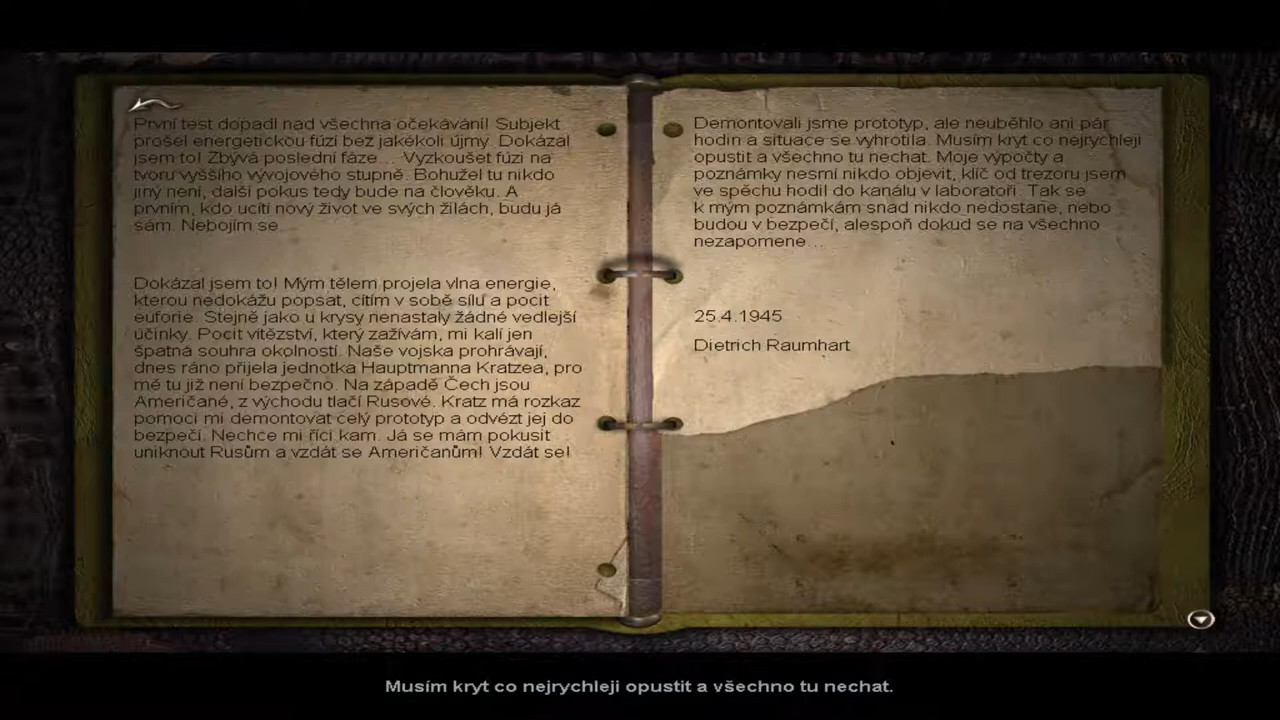 První test dopadl nad všechna očekávání! Subjekt
prošel energetickou fúzí bez jakékoli újmy. Dokázal
jsem to! Zbývá poslední fáze... Vyzkoušet fúzi na
tvoru vyššího vývojového stupně. Bohužel tu nikdo
jiný není, další pokus tedy bude na člověku. A
prvním, kdo ucítí nový život ve svých žilách, budu já
sám. Nebojím se.
Dokázal jsem to! Mým tělem projela vlna energie,
kterou nedokážu popsat, cítím v sobě sílu a pocit
euforie. Stejně jako u krysy nenastaly žádné vedlejší
účinky. Pocit vítězství, který zažívám, mi kalí jen
špatná souhra okolností. Naše vojska prohrávají,
dnes ráno přijela jednotka Hauptmanna Kratzea, pro
mě tu již není bezpečno. Na západě Čech jsou
Američané, z východu tlačí Rusové. Kratz má rozkaz
pomoci mi demontovat celý prototyp a odvézt jej do
bezpečí. Nechce mi říci kam. Já se mám pokusit
uniknout Rusům a vzdát se Američanům! Vzdát se!
Demontovali jsme prototyp, ale neuběhlo ani pár
hodin a situace se vyhrotila. Musím kryt co nejrychleji
opustit a všechno tu nechat. Moje výpočty a
poznámky nesmí nikdo objevit, klíč od trezoru jsem
ve spěchu hodil do kanálu v laboratoři. Tak se
k mým poznámkám snad nikdo nedostane, nebo
budou v bezpečí, alespoň dokud se na všechno
nezapomene...
25.4.1945
Dietrich Raumhart
Musím kryt co nejrychleji opustit a všechno tu nechat.